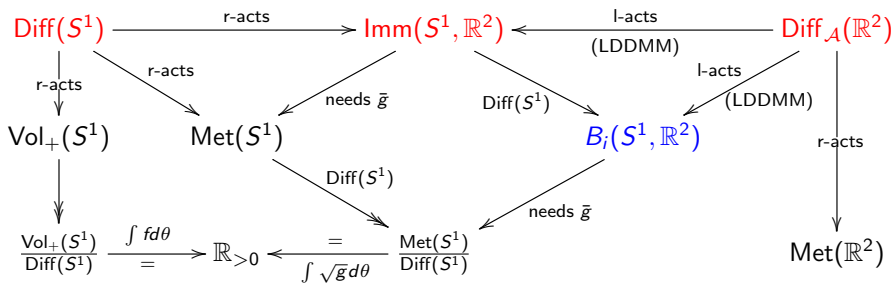 Diff(S¹) r-acts Imm(S¹, ℝ²) l-acts (LDDMM) Diff_𝒜(ℝ²)
r-acts r-acts needs ḡ Diff(S¹) l-acts (LDDMM)
Vol₊(S¹) Met(S¹) B_i(S¹, ℝ²) r-acts
Diff(S¹) needs ḡ
Vol₊(S¹)/Diff(S¹) ∫ fdθ = ℝ_{>0} = ∫ √g dθ Met(S¹)/Diff(S¹) Met(ℝ²)